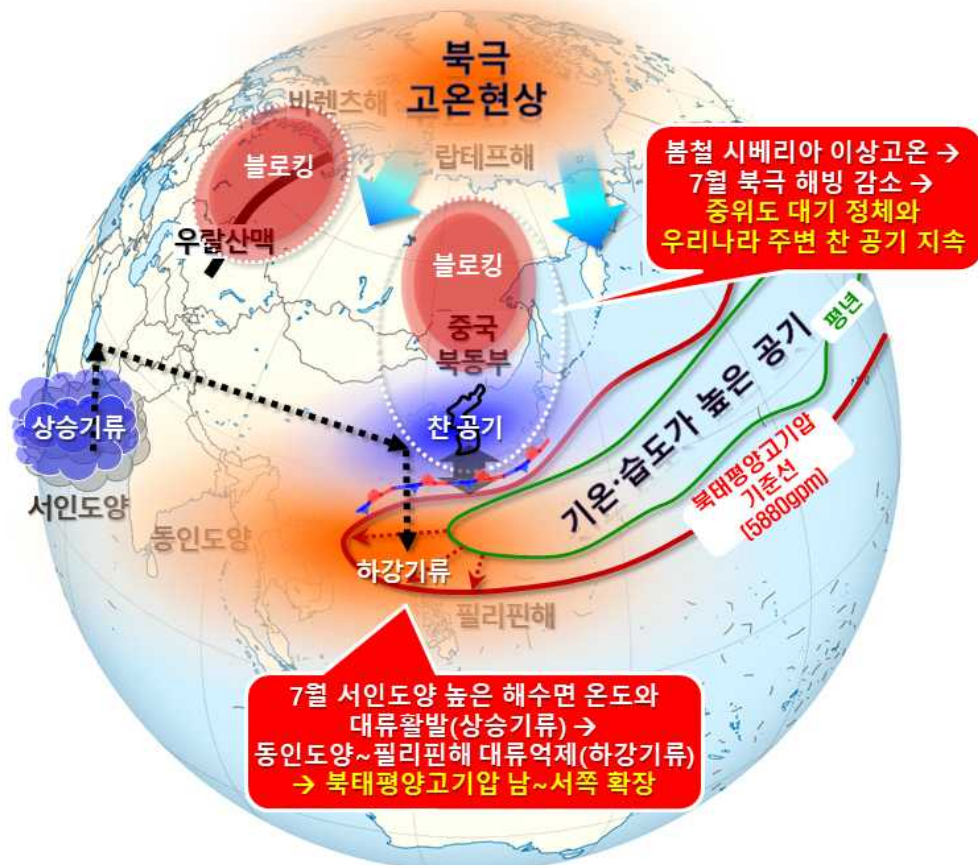 북극
고온현상
바렌츠해
랍테프해
블로킹
우랄산맥
블로킹
중국
북동부
찬 공기
봄철 시베리아 이상고온 →
7월 북극 해빙 감소 →
중위도 대기 정체와
우리나라 주변 찬 공기 지속
평년
기온·습도가 높은 공기
북태평양고기압
기준선
(5880gpm)
상승기류
서인도양
동인도양
하강기류
필리핀해
7월 서인도양 높은 해수면 온도와
대류활발(상승기류) →
동인도양~필리핀해 대류억제(하강기류)
→ 북태평양고기압 남~서쪽 확장